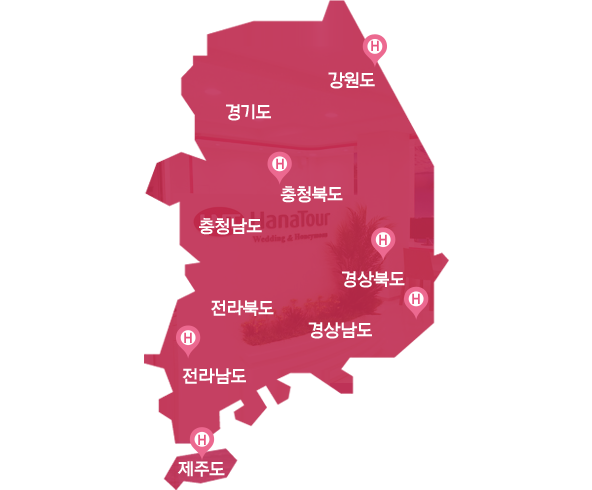 H
강원도
경기도
H
충청북도
충청남도
HanaTour
Wedding & Honeymoon
H
경상북도
H
전라북도
경상남도
H
전라남도
H
제주도